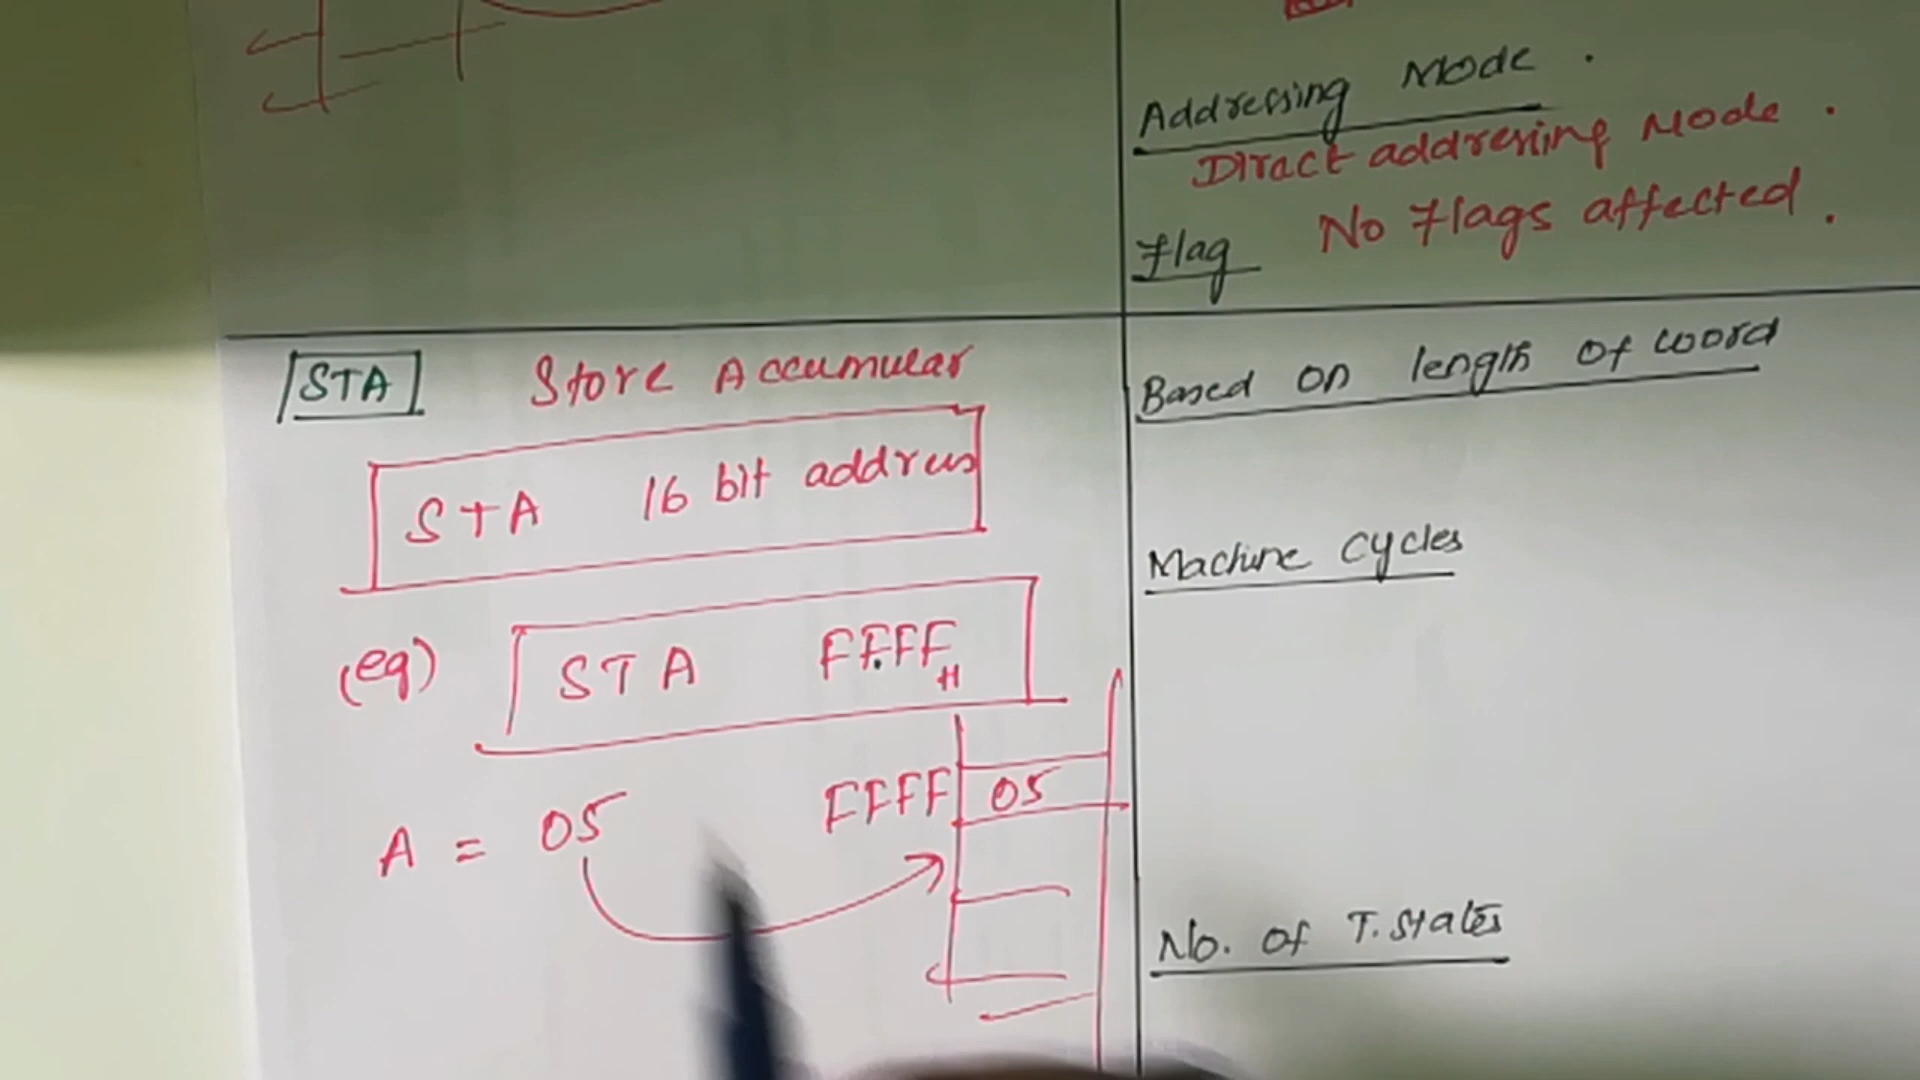 Addressing Mode .
Diract addressing Mode .
Flag No Flags affected .
STA Store Accumular
STA 16 bit address
(eg) STA FFFFH
A = 05 FFFF 05
Based on length of word
Machine Cycles
No. of T. States